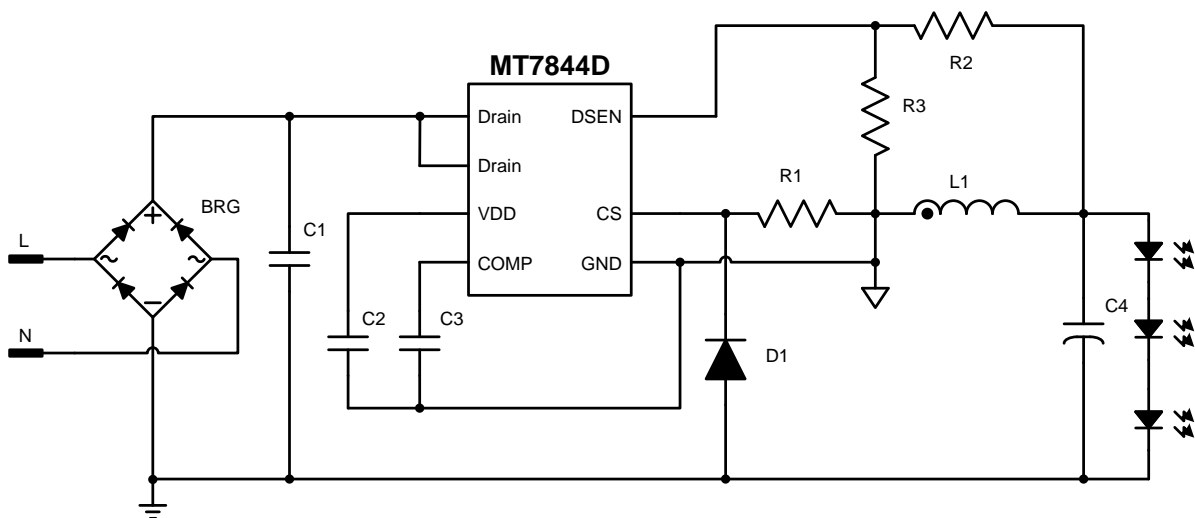 MT7844D
R2
Drain
DSEN
R3
Drain
R1
L1
BRG
VDD
CS
C1
L
+
~
~
COMP
GND
−
C2
C3
C4
N
D1